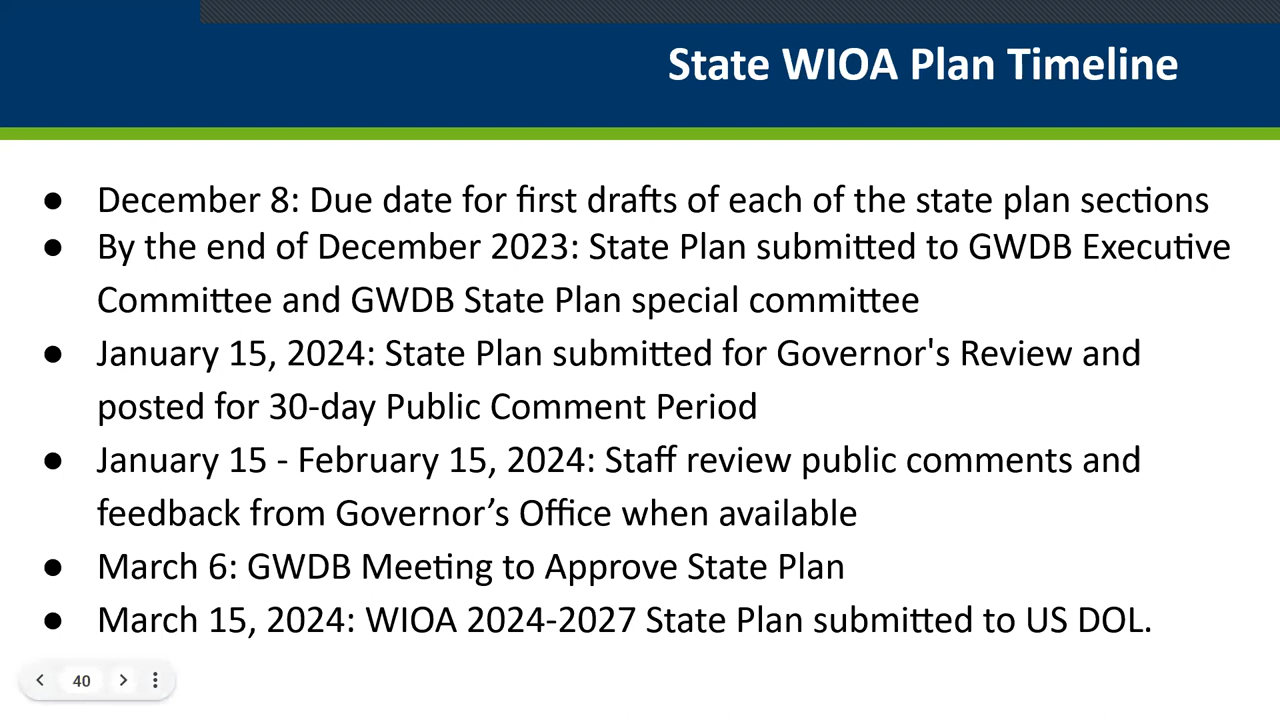 State WIOA Plan Timeline
● December 8: Due date for first drafts of each of the state plan sections
● By the end of December 2023: State Plan submitted to GWDB Executive
Committee and GWDB State Plan special committee
● January 15, 2024: State Plan submitted for Governor's Review and
posted for 30-day Public Comment Period
● January 15 - February 15, 2024: Staff review public comments and
feedback from Governor’s Office when available
● March 6: GWDB Meeting to Approve State Plan
● March 15, 2024: WIOA 2024-2027 State Plan submitted to US DOL.
40